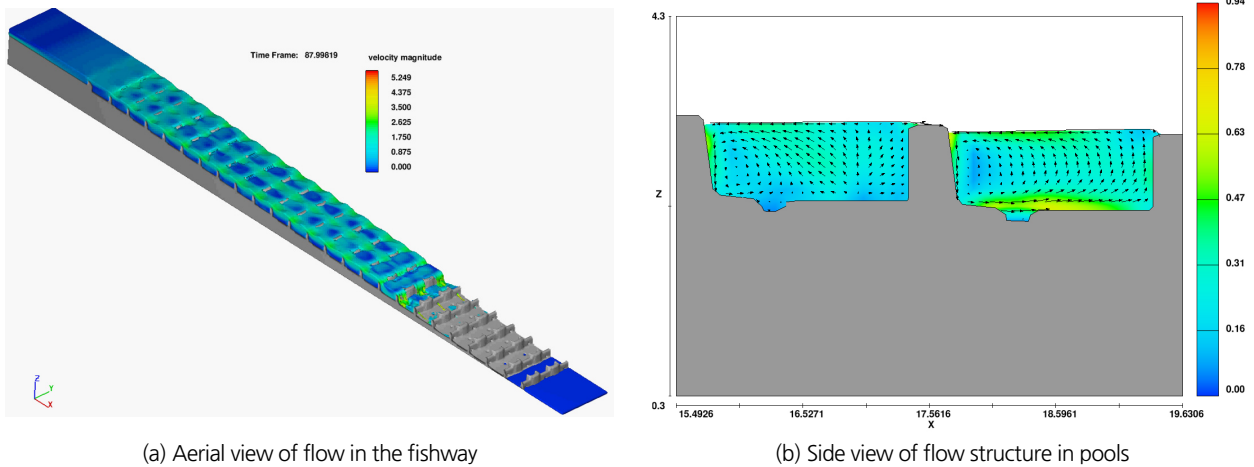 Time Frame: 87.99819
velocity magnitude
5.249
4.375
3.500
2.625
1.750
0.875
0.000
Z
Y
X
(a) Aerial view of flow in the fishway
4.3
Z
0.3
15.4926
16.5271
17.5616
18.5961
19.6306
X
0.94
0.78
0.63
0.47
0.31
0.16
0.00
(b) Side view of flow structure in pools